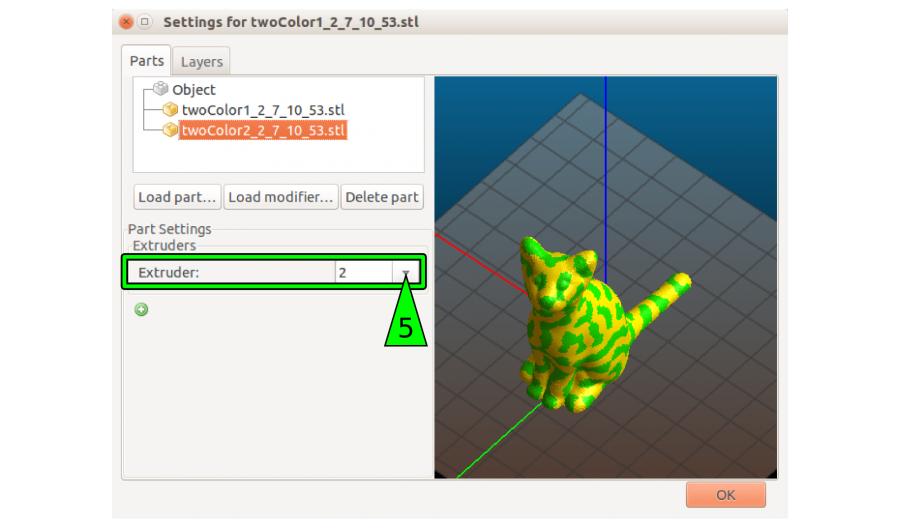 Settings for twoColor1_2_7_10_53.stl
Parts Layers
Object
twoColor1_2_7_10_53.stl
twoColor2_2_7_10_53.stl
Load part... Load modifier... Delete part
Part Settings
Extruders
Extruder: 2
5
OK